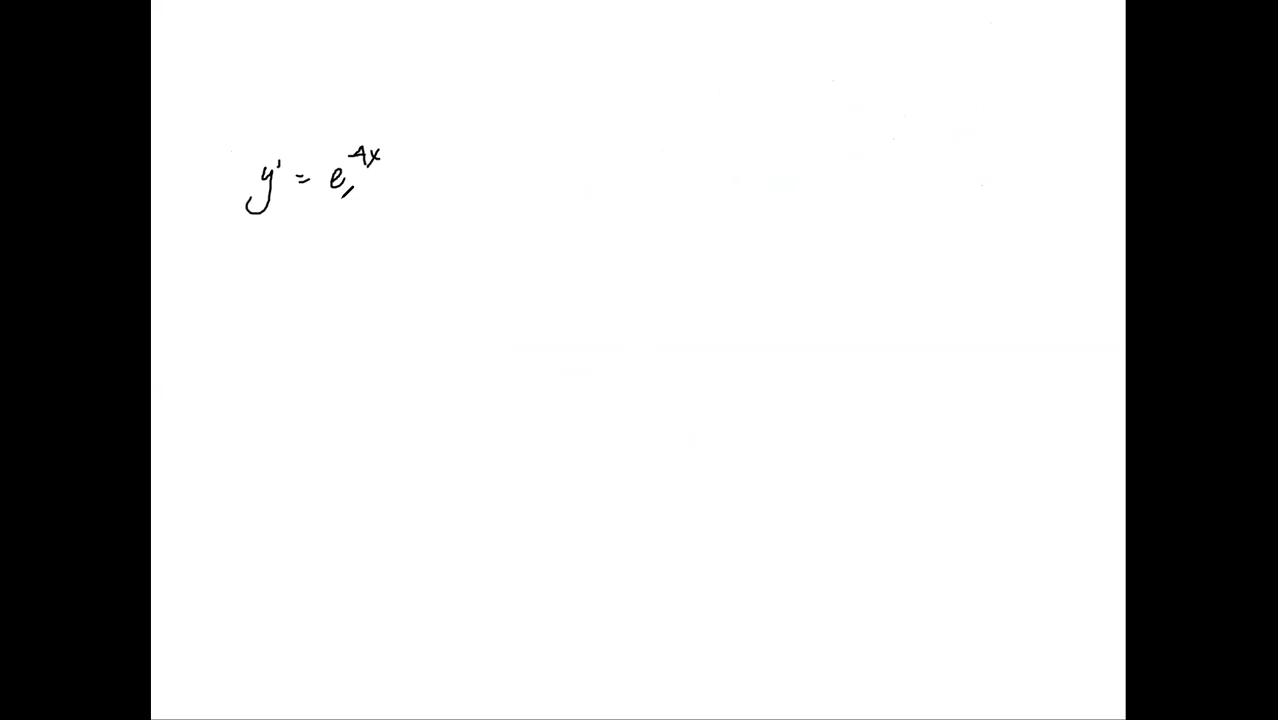 y' = e^{-4x}